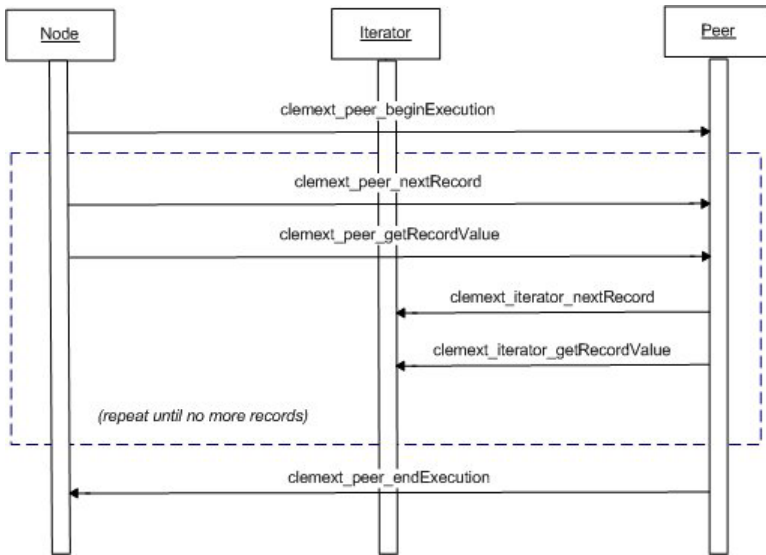 Node
Iterator
Peer
clemext_peer_beginExecution
clemext_peer_nextRecord
clemext_peer_getRecordValue
clemext_iterator_nextRecord
clemext_iterator_getRecordValue
(repeat until no more records)
clemext_peer_endExecution